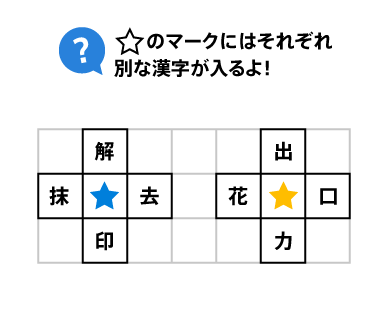 ?
☆のマークにはそれぞれ
別な漢字が入るよ!
解 出
抹 ★ 去 花 ★ 口
印 力